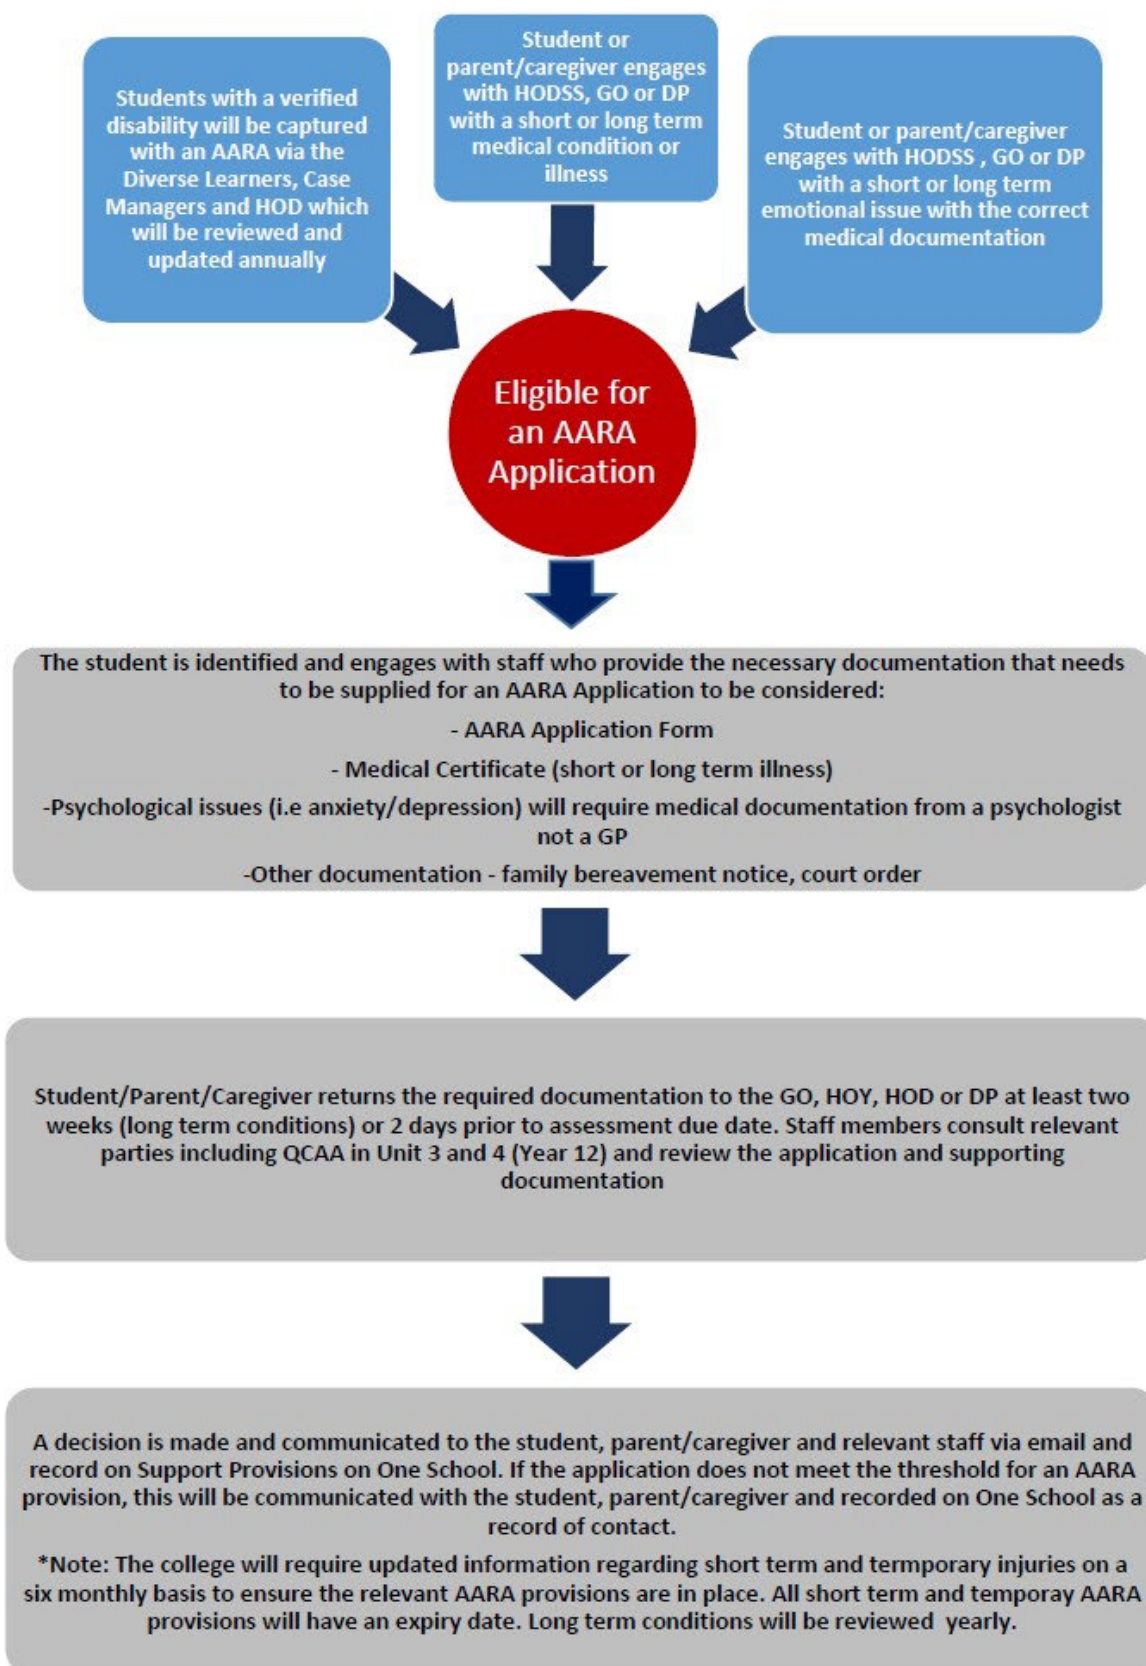 Students with a verified
disability will be captured
with an AARA via the
Diverse Learners, Case
Managers and HOD which
will be reviewed and
updated annually
Student or
parent/caregiver engages
with HODSS, GO or DP
with a short or long term
medical condition or
illness
Student or parent/caregiver
engages with HODSS , GO or DP
with a short or long term
emotional issue with the correct
medical documentation
Eligible for
an AARA
Application
The student is identified and engages with staff who provide the necessary documentation that needs
to be supplied for an AARA Application to be considered:
- AARA Application Form
- Medical Certificate (short or long term illness)
-Psychological issues (i.e anxiety/depression) will require medical documentation from a psychologist
not a GP
-Other documentation - family bereavement notice, court order
Student/Parent/Caregiver returns the required documentation to the GO, HOY, HOD or DP at least two
weeks (long term conditions) or 2 days prior to assessment due date. Staff members consult relevant
parties including QCAA in Unit 3 and 4 (Year 12) and review the application and supporting
documentation
A decision is made and communicated to the student, parent/caregiver and relevant staff via email and
record on Support Provisions on One School. If the application does not meet the threshold for an AARA
provision, this will be communicated with the student, parent/caregiver and recorded on One School as a
record of contact.
*Note: The college will require updated information regarding short term and termporary injuries on a
six monthly basis to ensure the relevant AARA provisions are in place. All short term and temporay AARA
provisions will have an expiry date. Long term conditions will be reviewed yearly.